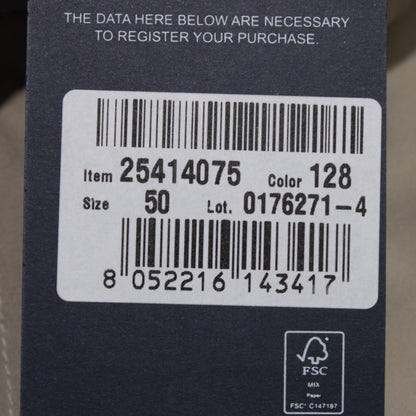 THE DATA HERE BELOW ARE NECESSARY
TO REGISTER YOUR PURCHASE.
Item 25414075 Color 128
Size 50 Lot. 0176271-4
8 052216 143417
FSC
MIX
Paper
FSC® C147187